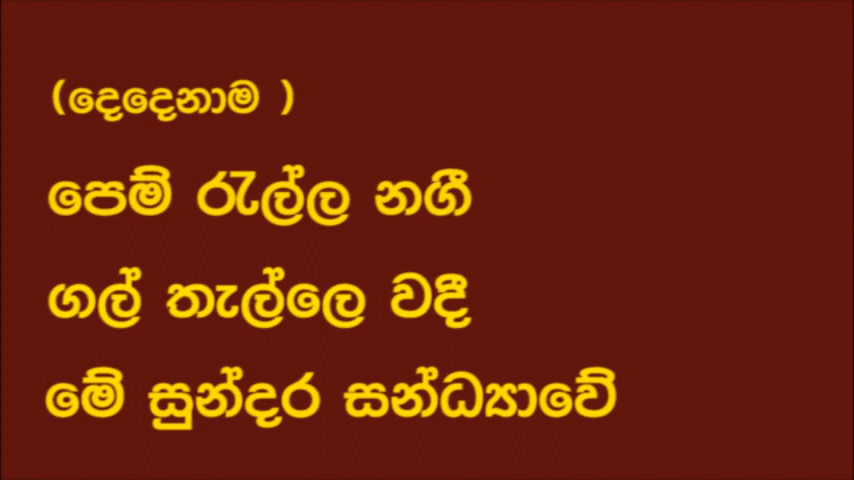 (දෙදෙනාම )
පෙම් රැල්ල නගී
ගල් තැල්ලෙ වදී
මේ සුන්දර සන්ධ්‍යාවේ